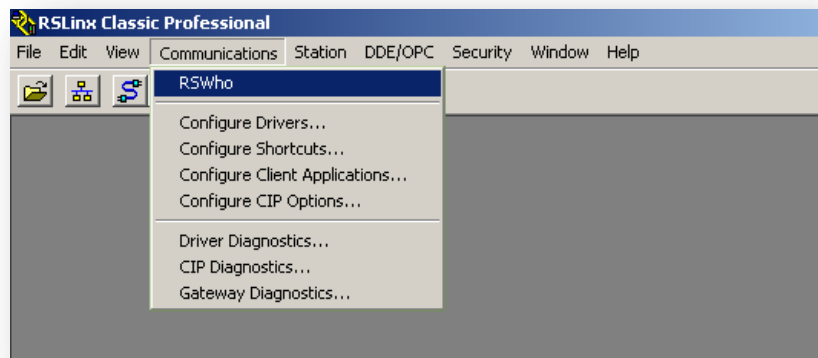 RSLinx Classic Professional
File Edit View Communications Station DDE/OPC Security Window Help
RSWho
Configure Drivers...
Configure Shortcuts...
Configure Client Applications...
Configure CIP Options...
Driver Diagnostics...
CIP Diagnostics...
Gateway Diagnostics...